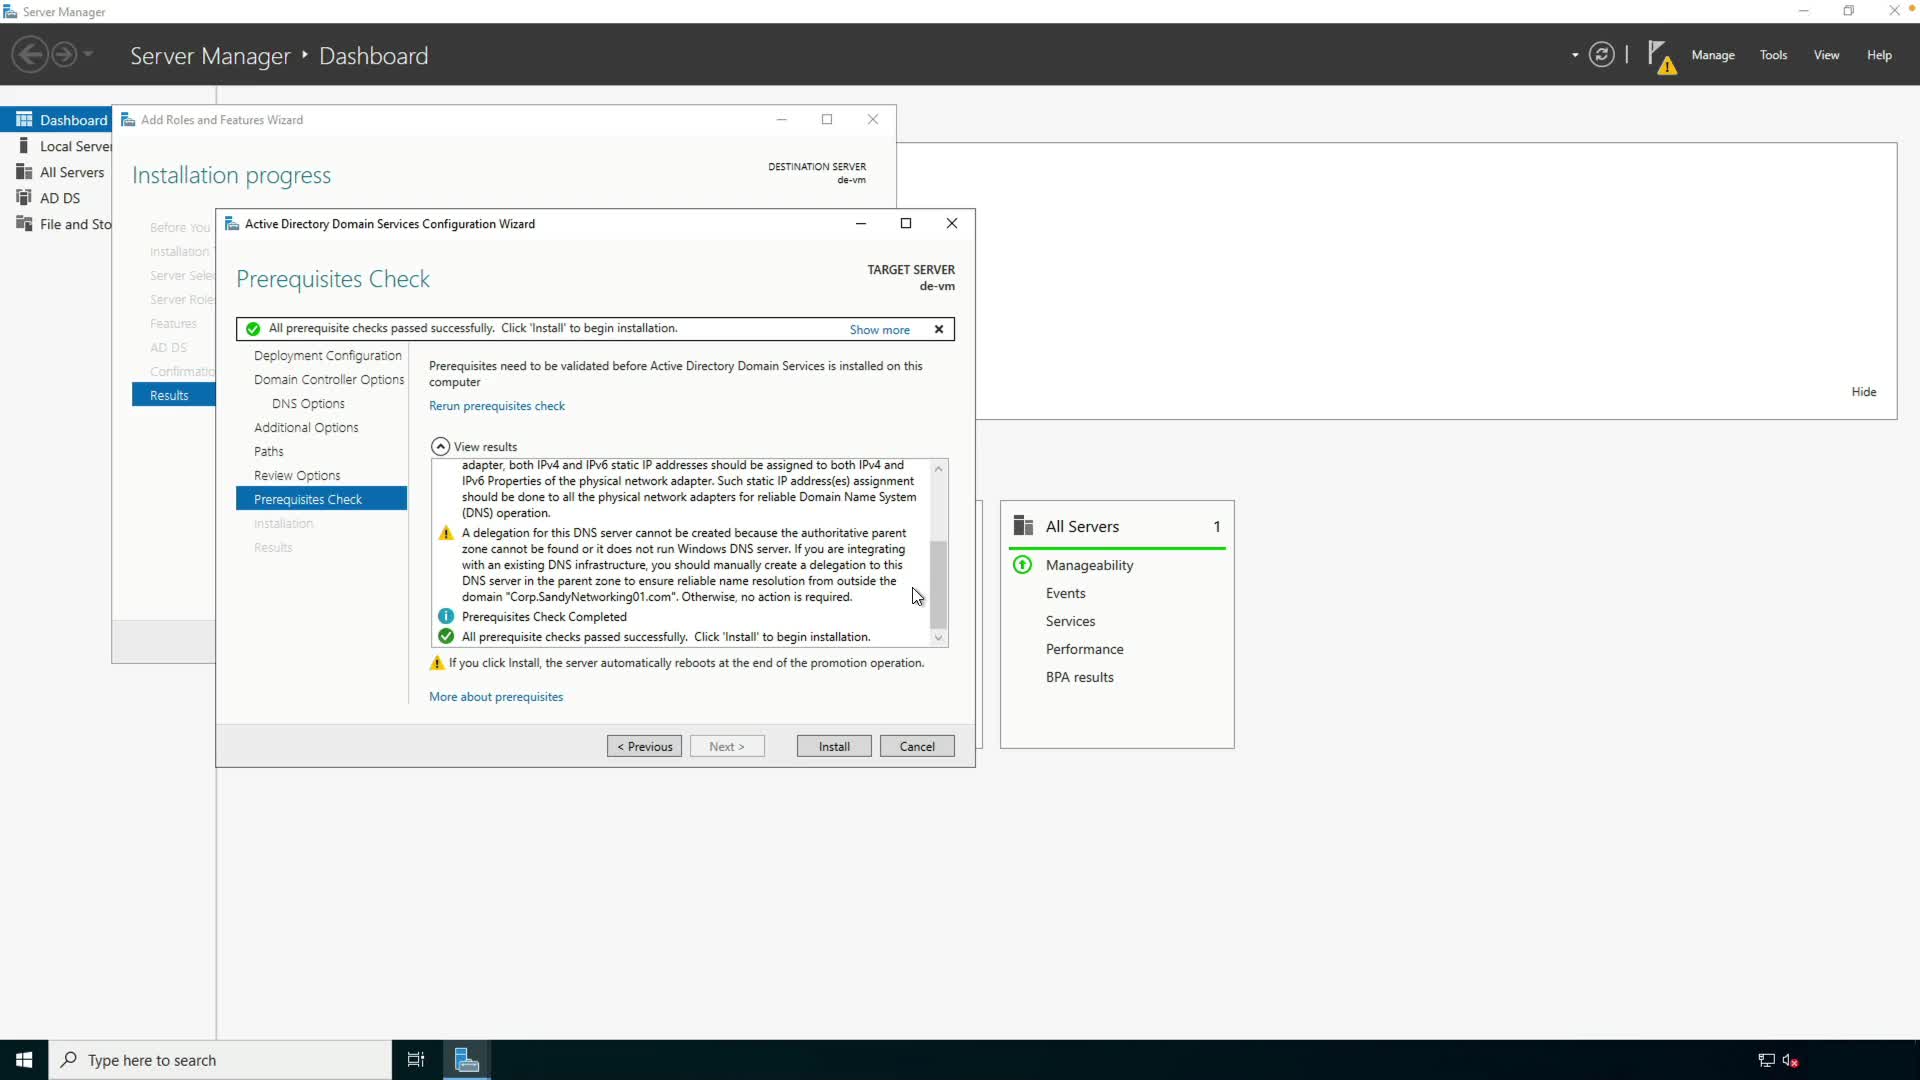 Server Manager
Server Manager Dashboard
Manage
Tools
View
Help
Dashboard
Local Server
All Servers
AD DS
File and Sto
Add Roles and Features Wizard
Installation progress
DESTINATION SERVER
de-vm
Before You
Installation
Server Selec
Server Roles
Features
AD DS
Confirmatio
Results
Active Directory Domain Services Configuration Wizard
Prerequisites Check
TARGET SERVER
de-vm
All prerequisite checks passed successfully. Click 'Install' to begin installation.
Show more
Deployment Configuration
Domain Controller Options
DNS Options
Additional Options
Paths
Review Options
Prerequisites Check
Installation
Results
Prerequisites need to be validated before Active Directory Domain Services is installed on this
computer
Rerun prerequisites check
View results
adapter, both IPv4 and IPv6 static IP addresses should be assigned to both IPv4 and
IPv6 Properties of the physical network adapter. Such static IP address(es) assignment
should be done to all the physical network adapters for reliable Domain Name System
(DNS) operation.
A delegation for this DNS server cannot be created because the authoritative parent
zone cannot be found or it does not run Windows DNS server. If you are integrating
with an existing DNS infrastructure, you should manually create a delegation to this
DNS server in the parent zone to ensure reliable name resolution from outside the
domain "Corp.SandyNetworking01.com". Otherwise, no action is required.
Prerequisites Check Completed
All prerequisite checks passed successfully. Click 'Install' to begin installation.
If you click Install, the server automatically reboots at the end of the promotion operation.
More about prerequisites
< Previous
Next >
Install
Cancel
Hide
All Servers
1
Manageability
Events
Services
Performance
BPA results
Type here to search